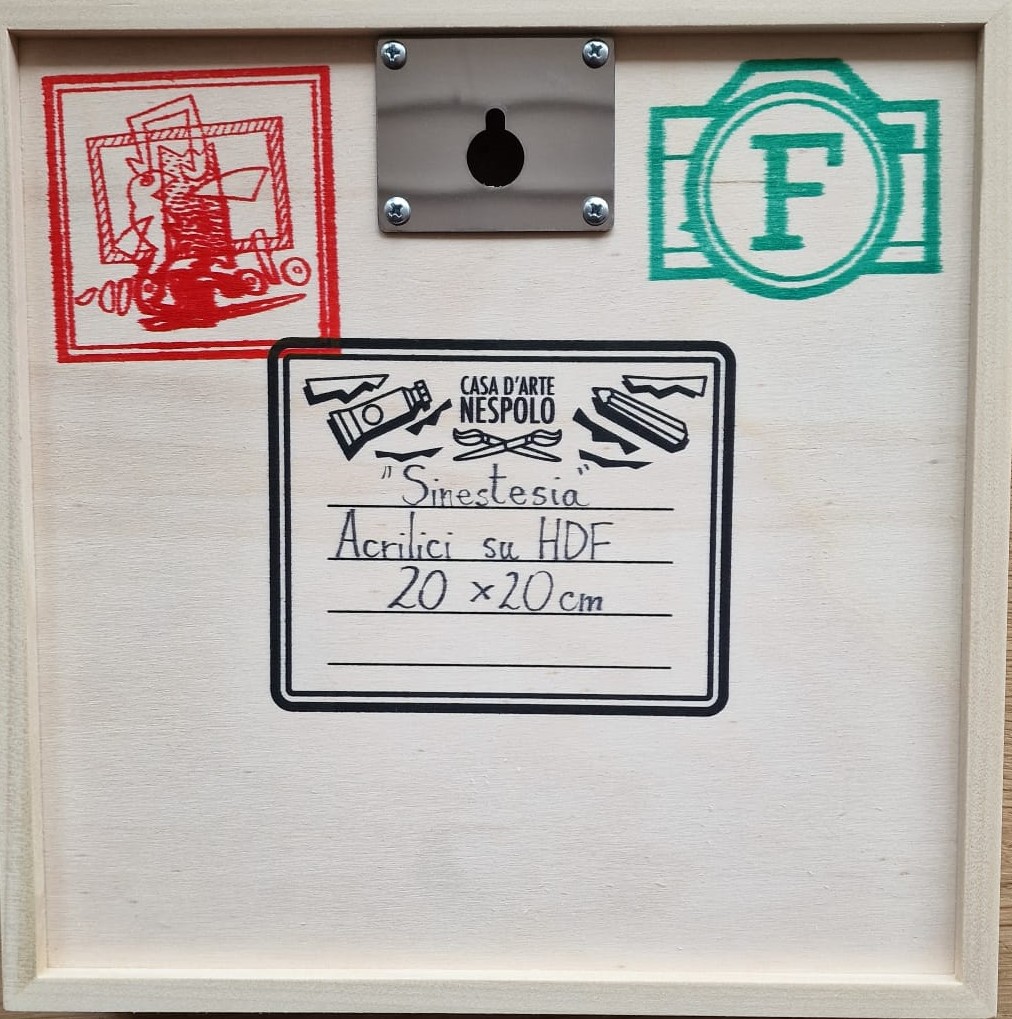 F
CASA D'ARTE
NESPOLO
"Sinestesia"
Acrilici su HDF
20 x 20 cm